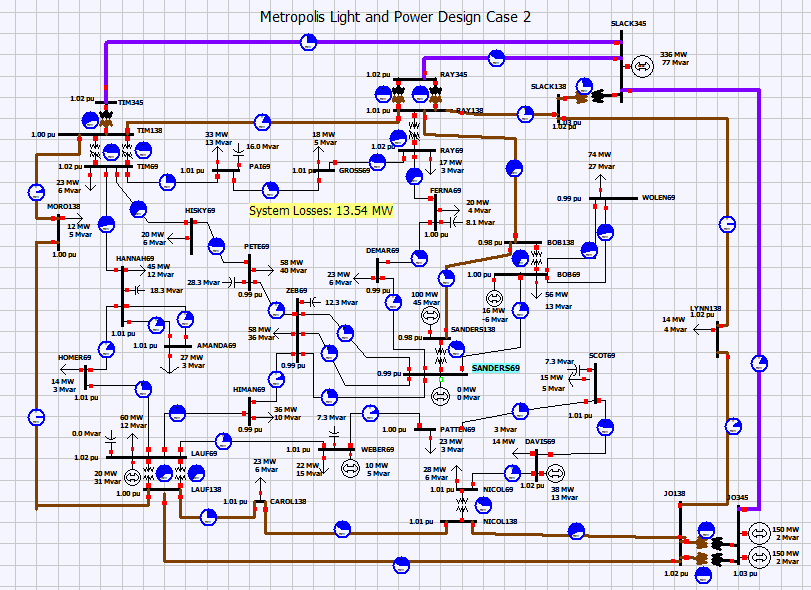 Metropolis Light and Power Design Case 2
SLACK345
336 MW
77 Mvar
1.02 pu
RAY345
SLACK138
1.02 pu
TIM345
1.01 pu
RAY138
1.03 pu
1.02 pu
1.00 pu
TIM138
33 MW
13 Mvar
16.0 Mvar
18 MW
5 Mvar
1.02 pu
RAY69
74 MW
27 Mvar
1.02 pu
TIM69
1.01 pu
PAI69
1.01 pu
GROSS69
17 MW
3 Mvar
23 MW
6 Mvar
FERNA69
20 MW
4 Mvar
0.99 pu
WOLEN69
MORO138
12 MW
5 Mvar
HISKY69
System Losses: 13.54 MW
8.1 Mvar
1.00 pu
20 MW
6 Mvar
1.00 pu
PETE69
DEMAR69
0.98 pu
BOB138
HANNAH69
45 MW
12 Mvar
58 MW
40 Mvar
23 MW
6 Mvar
1.00 pu
BOB69
28.3 Mvar
18.3 Mvar
0.99 pu
ZEB69
12.3 Mvar
0.99 pu
100 MW
45 Mvar
16 MW
-6 Mvar
56 MW
13 Mvar
LYNN138
1.02 pu
14 MW
4 Mvar
58 MW
36 Mvar
SANDERS138
0.98 pu
1.01 pu
1.01 pu
AMANDA69
HOMER69
27 MW
3 Mvar
0.99 pu
0.99 pu
SANDERS69
7.3 Mvar
SCOT69
15 MW
5 Mvar
14 MW
3 Mvar
1.01 pu
HIMAN69
0 MW
0 Mvar
36 MW
10 Mvar
0.99 pu
1.01 pu
60 MW
12 Mvar
7.3 Mvar
1.00 pu
PATTEN69
3 Mvar
0.0 Mvar
23 MW
3 Mvar
14 MW
DAVIS69
1.01 pu
WEBER69
1.02 pu
LAUF69
23 MW
6 Mvar
22 MW
15 Mvar
10 MW
5 Mvar
28 MW
6 Mvar
20 MW
31 Mvar
1.02 pu
38 MW
13 Mvar
1.00 pu
LAUF138
1.01 pu
CAROL138
1.01 pu
NICOL69
JO138
JO345
1.01 pu
NICOL138
150 MW
2 Mvar
150 MW
2 Mvar
1.02 pu
1.03 pu